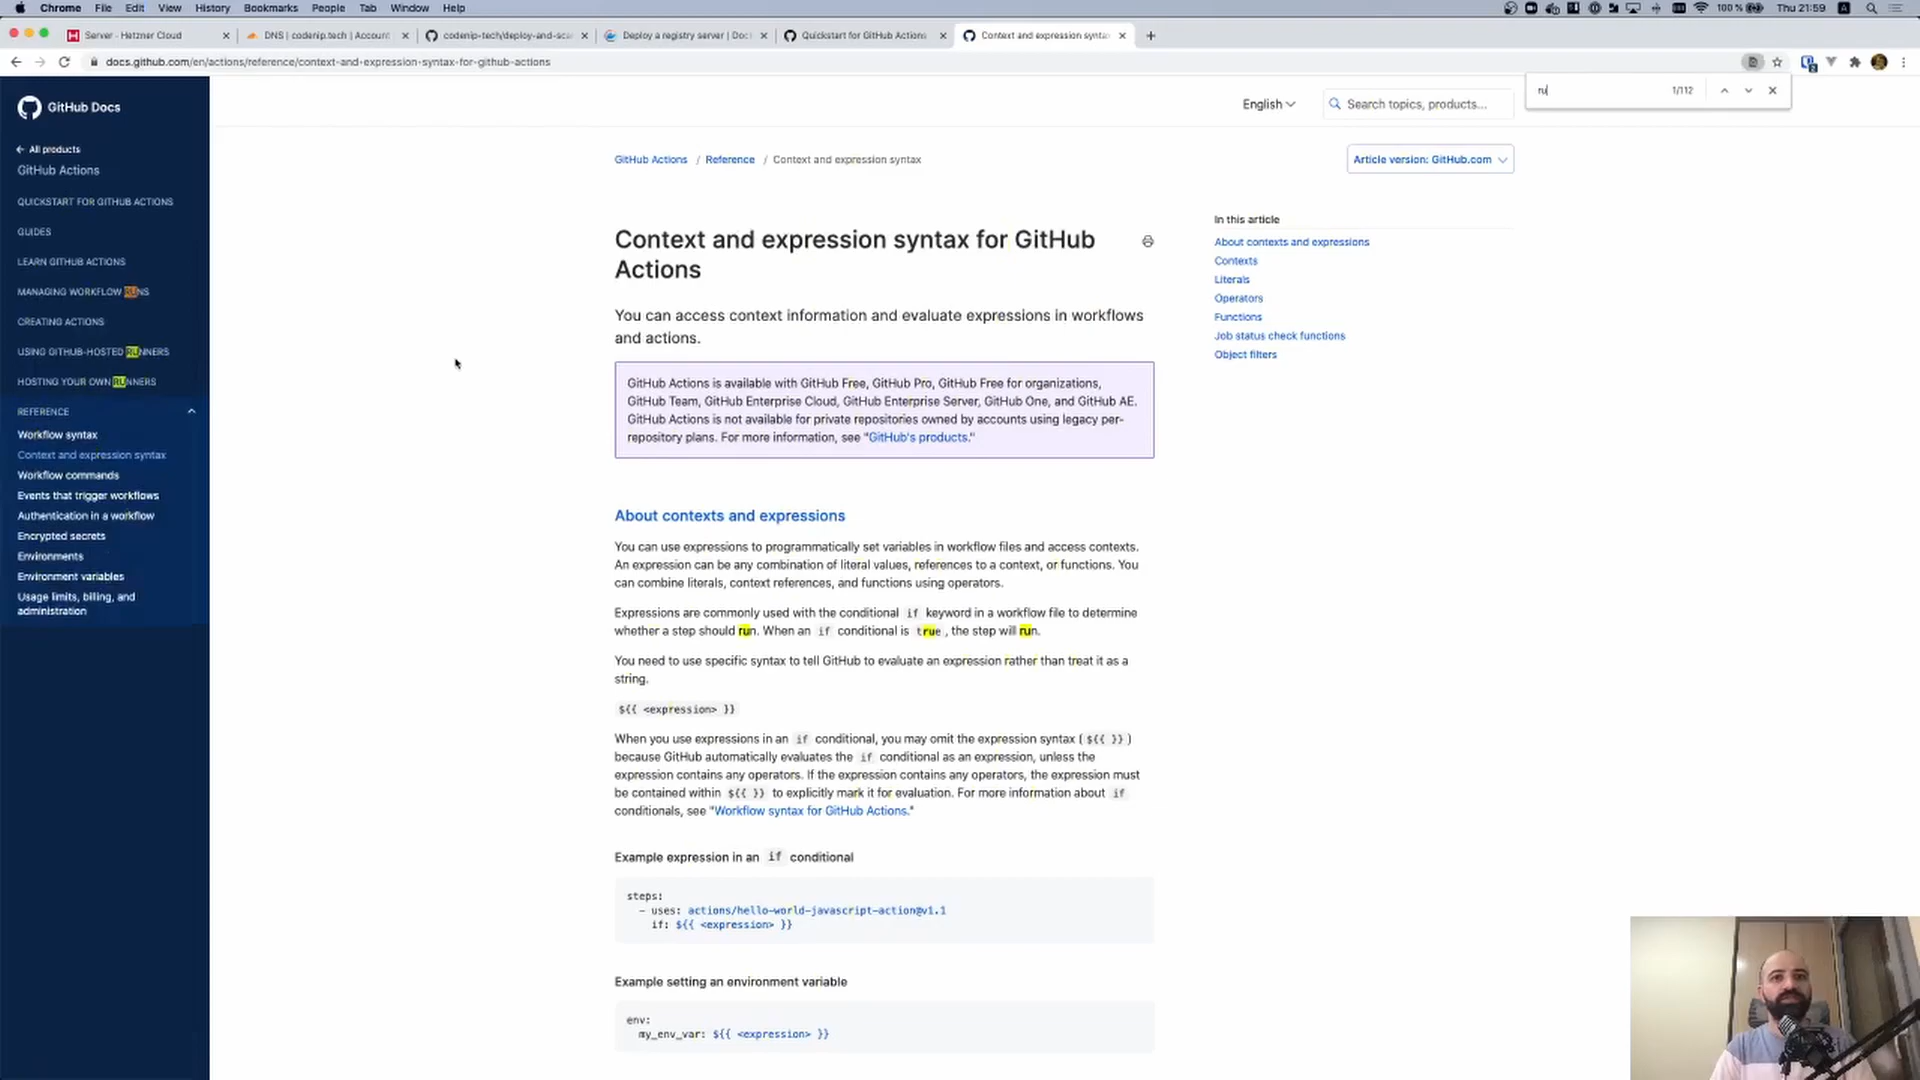 Chrome File Edit View History Bookmarks People Tab Window Help
100 % Thu 21:59
Server - Hetzner Cloud
DNS | codenip.tech | Account
codenip-tech/deploy-and-sca
Deploy a registry server | Doc
Quickstart for GitHub Actions
Context and expression synta
docs.github.com/en/actions/reference/context-and-expression-syntax-for-github-actions
ru 1/112
GitHub Docs
All products
GitHub Actions
QUICKSTART FOR GITHUB ACTIONS
GUIDES
LEARN GITHUB ACTIONS
MANAGING WORKFLOW RUNS
CREATING ACTIONS
USING GITHUB-HOSTED RUNNERS
HOSTING YOUR OWN RUNNERS
REFERENCE
Workflow syntax
Context and expression syntax
Workflow commands
Events that trigger workflows
Authentication in a workflow
Encrypted secrets
Environments
Environment variables
Usage limits, billing, and
administration
English
Search topics, products...
GitHub Actions / Reference / Context and expression syntax
Article version: GitHub.com
Context and expression syntax for GitHub
Actions
You can access context information and evaluate expressions in workflows
and actions.
GitHub Actions is available with GitHub Free, GitHub Pro, GitHub Free for organizations,
GitHub Team, GitHub Enterprise Cloud, GitHub Enterprise Server, GitHub One, and GitHub AE.
GitHub Actions is not available for private repositories owned by accounts using legacy per-
repository plans. For more information, see "GitHub's products."
About contexts and expressions
You can use expressions to programmatically set variables in workflow files and access contexts.
An expression can be any combination of literal values, references to a context, or functions. You
can combine literals, context references, and functions using operators.
Expressions are commonly used with the conditional if keyword in a workflow file to determine
whether a step should run. When an if conditional is true , the step will run.
You need to use specific syntax to tell GitHub to evaluate an expression rather than treat it as a
string.
${{ <expression> }}
When you use expressions in an if conditional, you may omit the expression syntax ( ${{ }} )
because GitHub automatically evaluates the if conditional as an expression, unless the
expression contains any operators. If the expression contains any operators, the expression must
be contained within ${{ }} to explicitly mark it for evaluation. For more information about if
conditionals, see "Workflow syntax for GitHub Actions."
Example expression in an if conditional
steps:
- uses: actions/hello-world-javascript-action@v1.1
if: ${{ <expression> }}
Example setting an environment variable
env:
my_env_var: ${{ <expression> }}
In this article
About contexts and expressions
Contexts
Literals
Operators
Functions
Job status check functions
Object filters